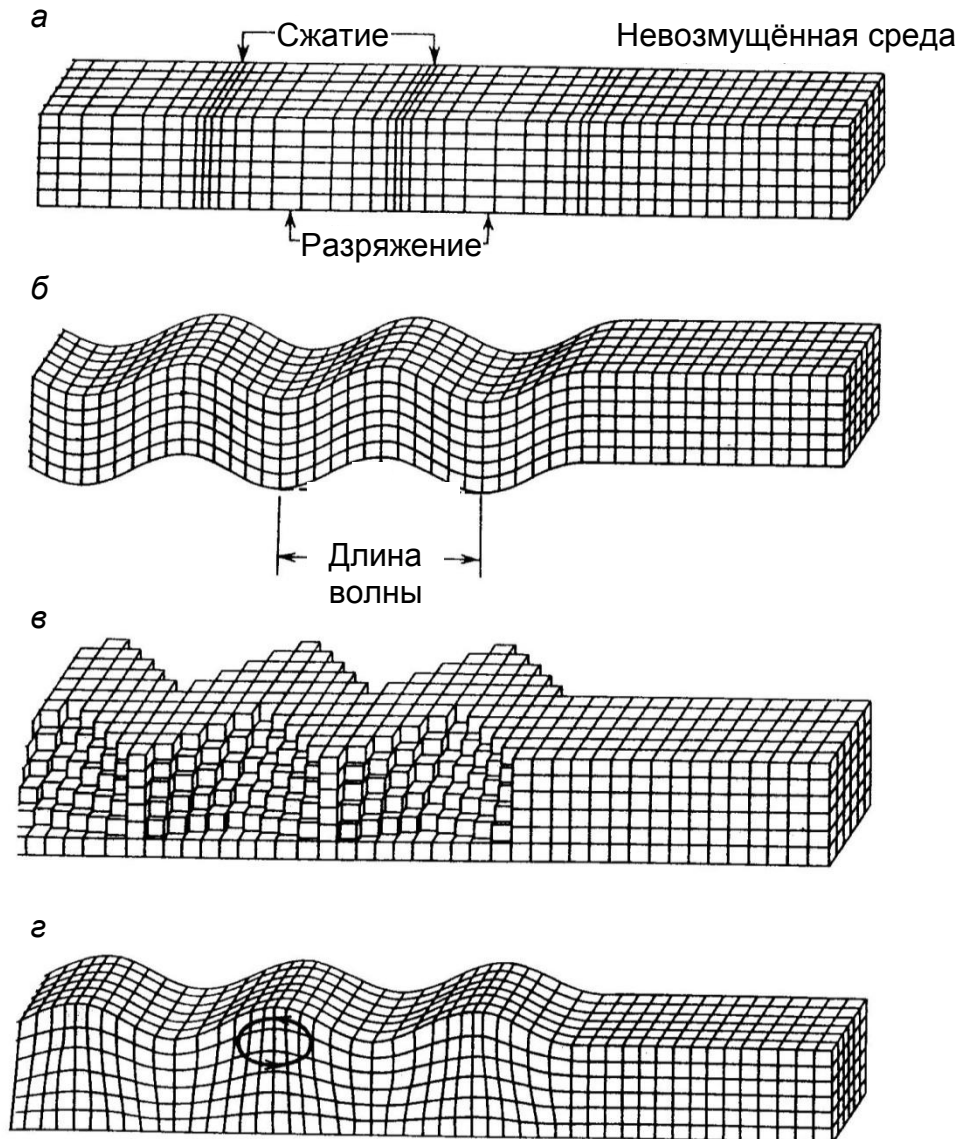 а
Сжатие
Невозмущённая среда
Разряжение
б
Длина
волны
в
г